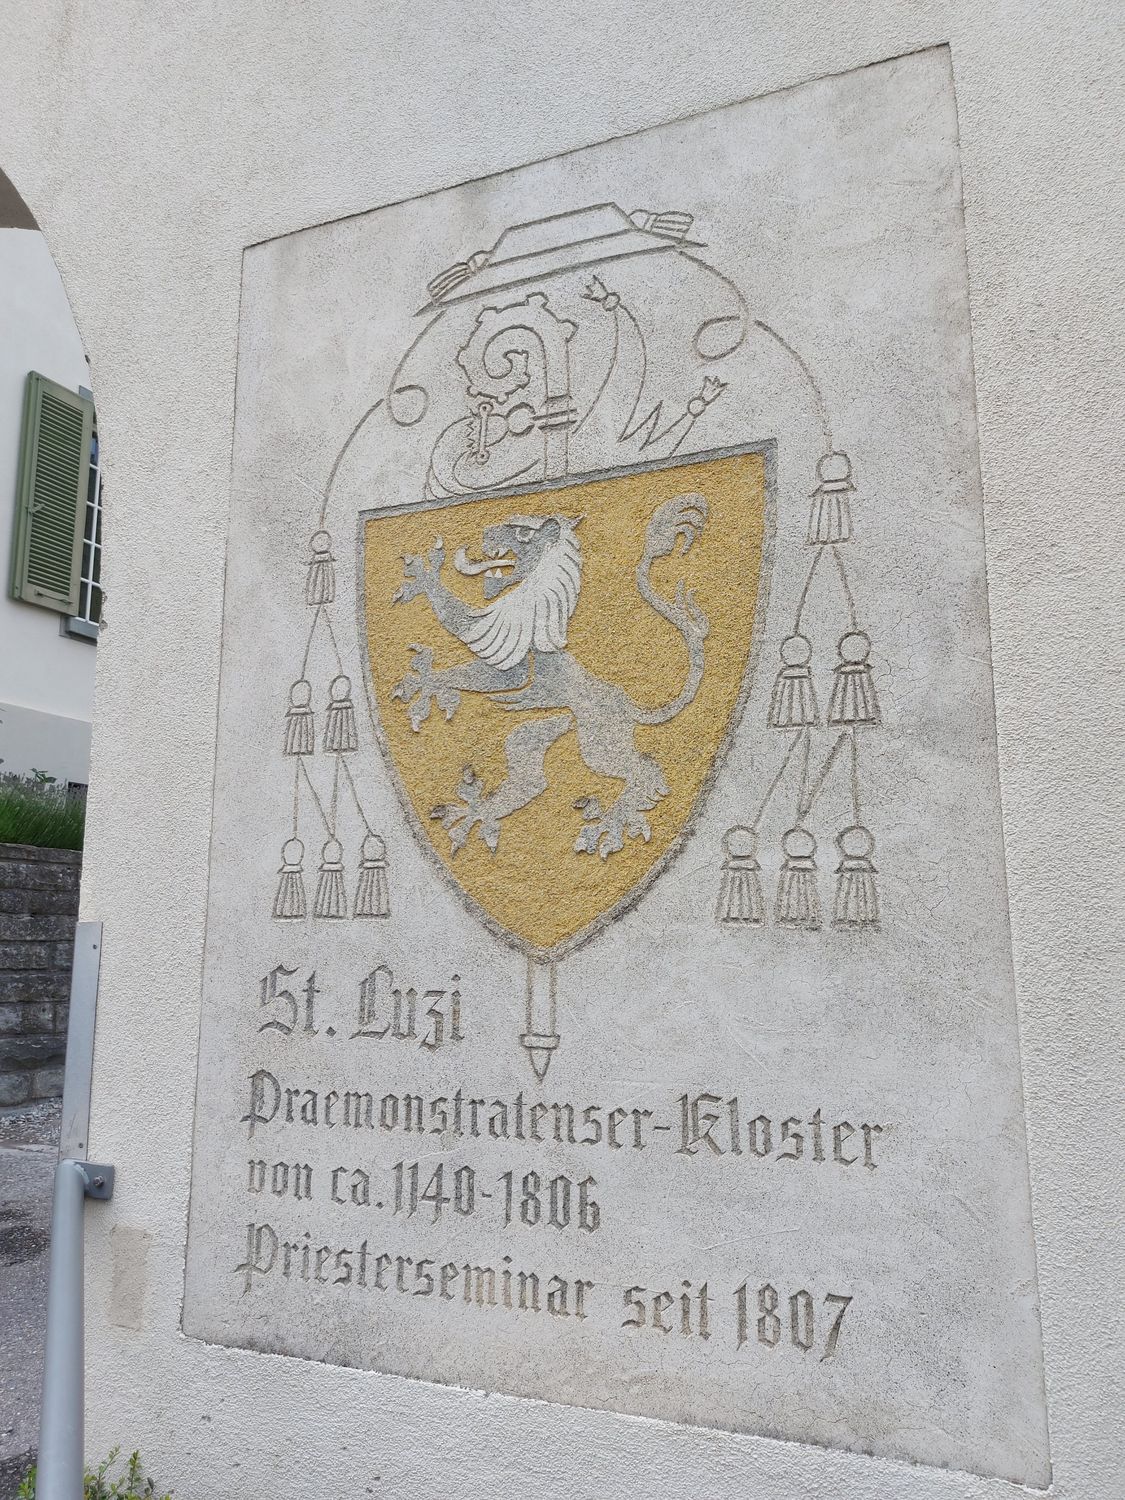 St. Luzi
Praemonstratenser-Kloster
von ca. 1140-1806
Priesterseminar seit 1807